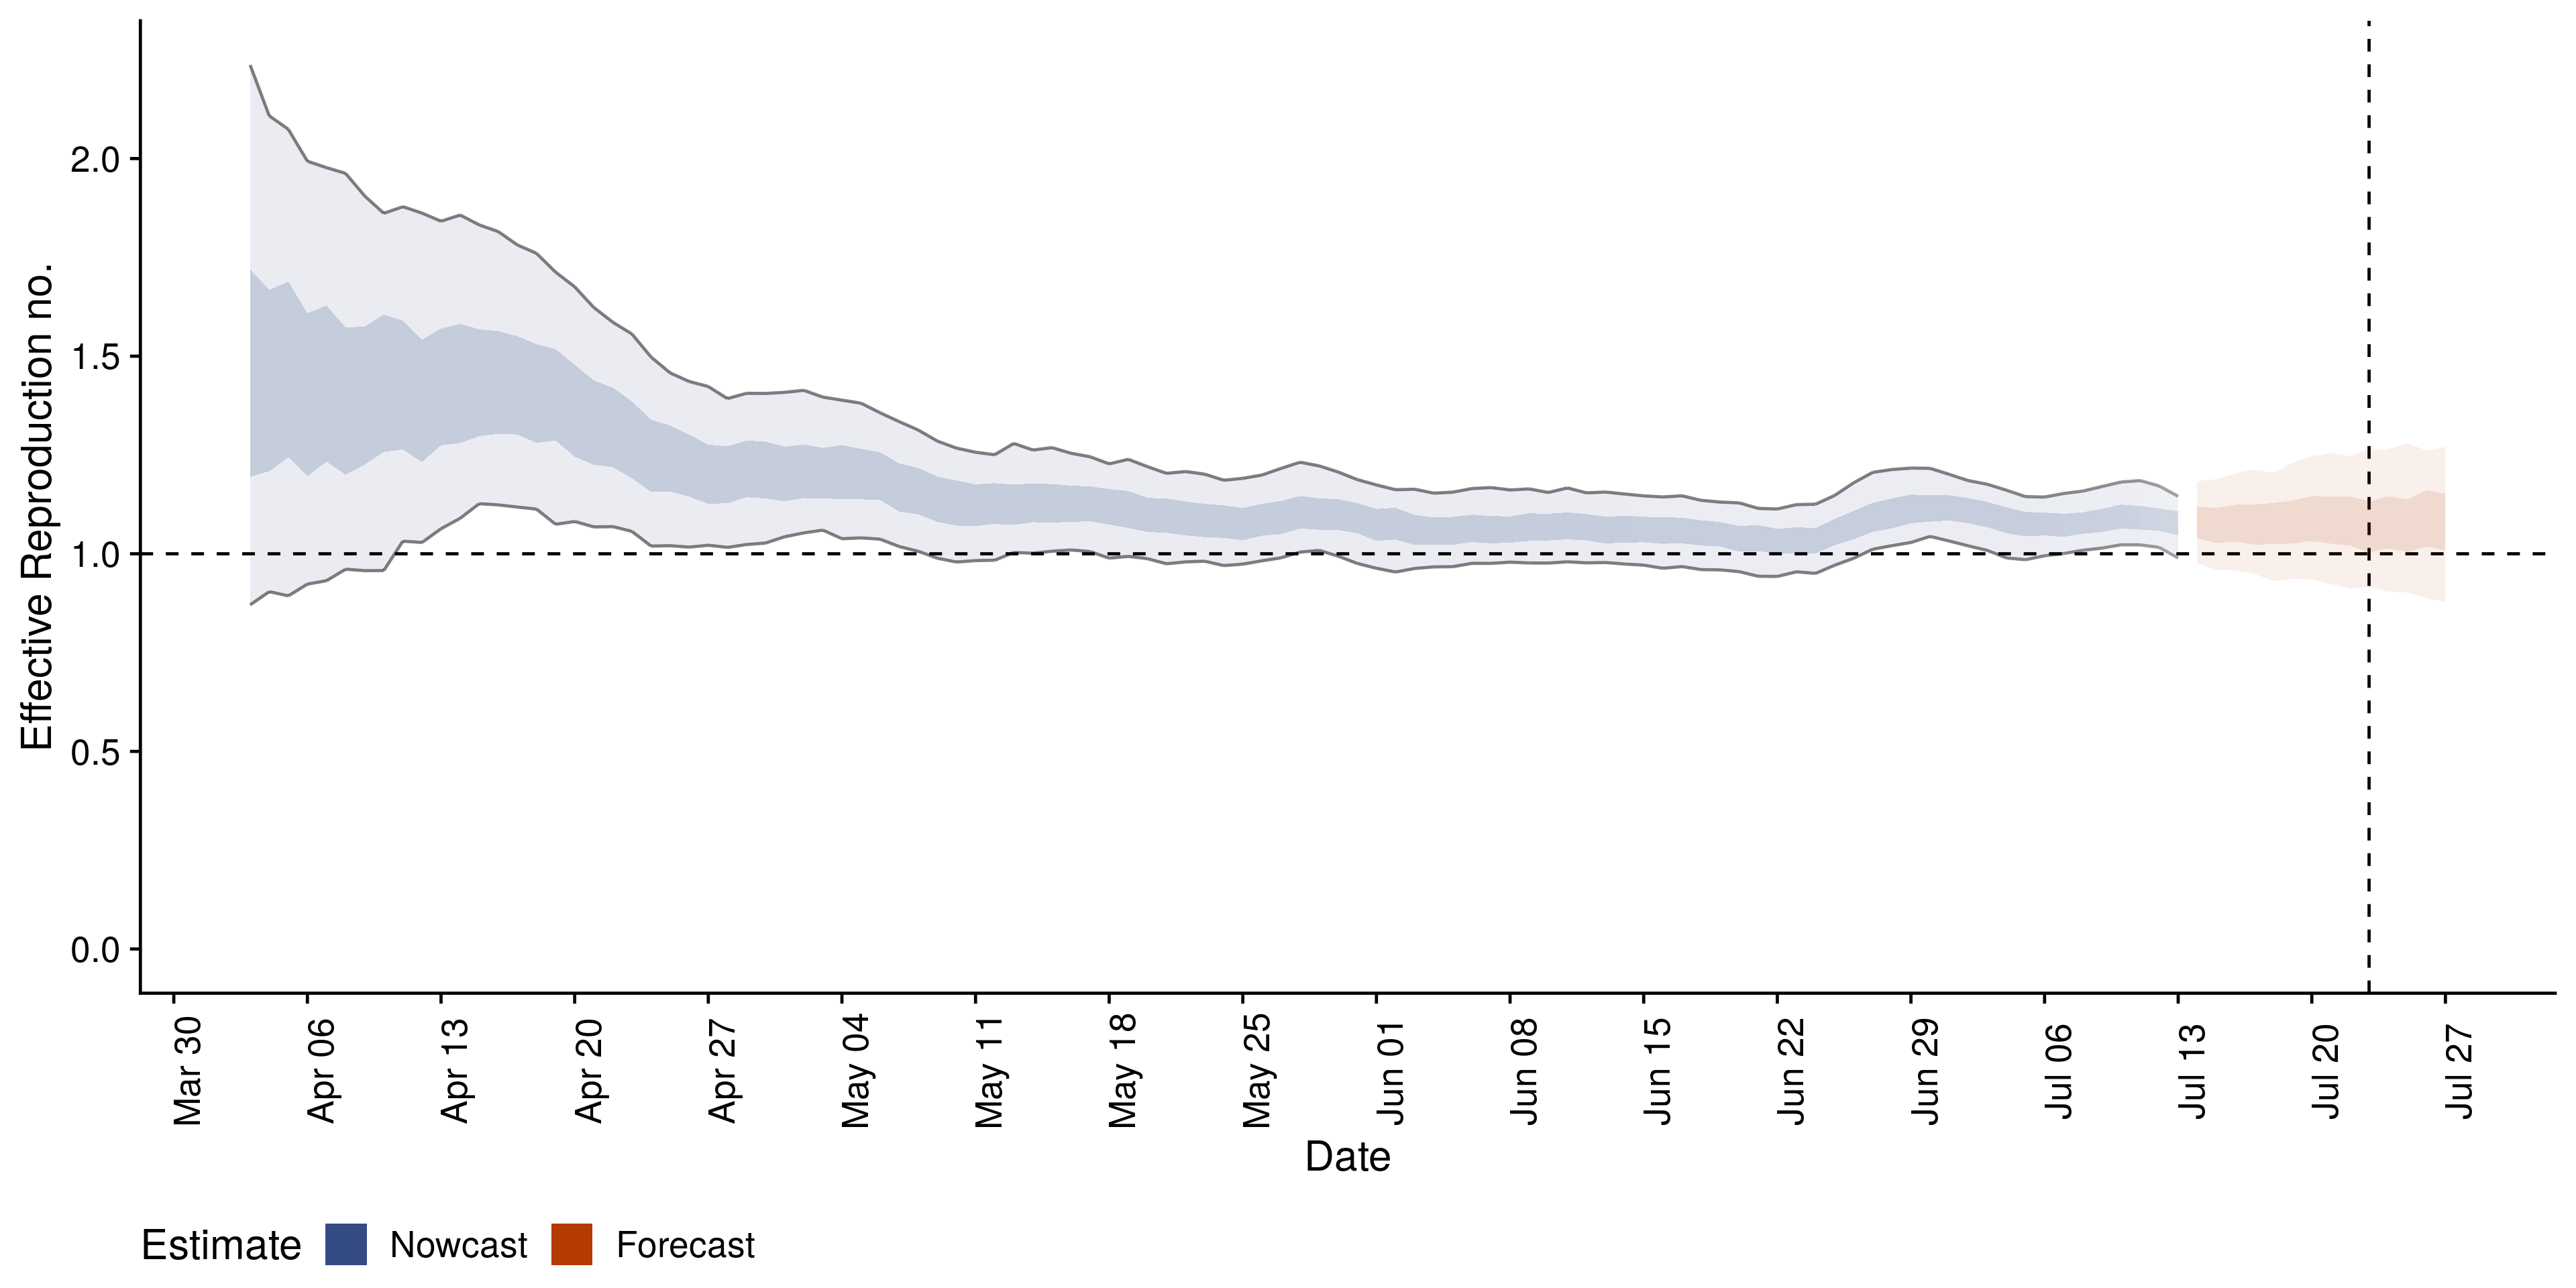 Effective Reproduction no.
2.0
1.5
1.0
0.5
0.0
Mar 30
Apr 06
Apr 13
Apr 20
Apr 27
May 04
May 11
May 18
May 25
Jun 01
Jun 08
Jun 15
Jun 22
Jun 29
Jul 06
Jul 13
Jul 20
Jul 27
Date
Estimate Nowcast Forecast